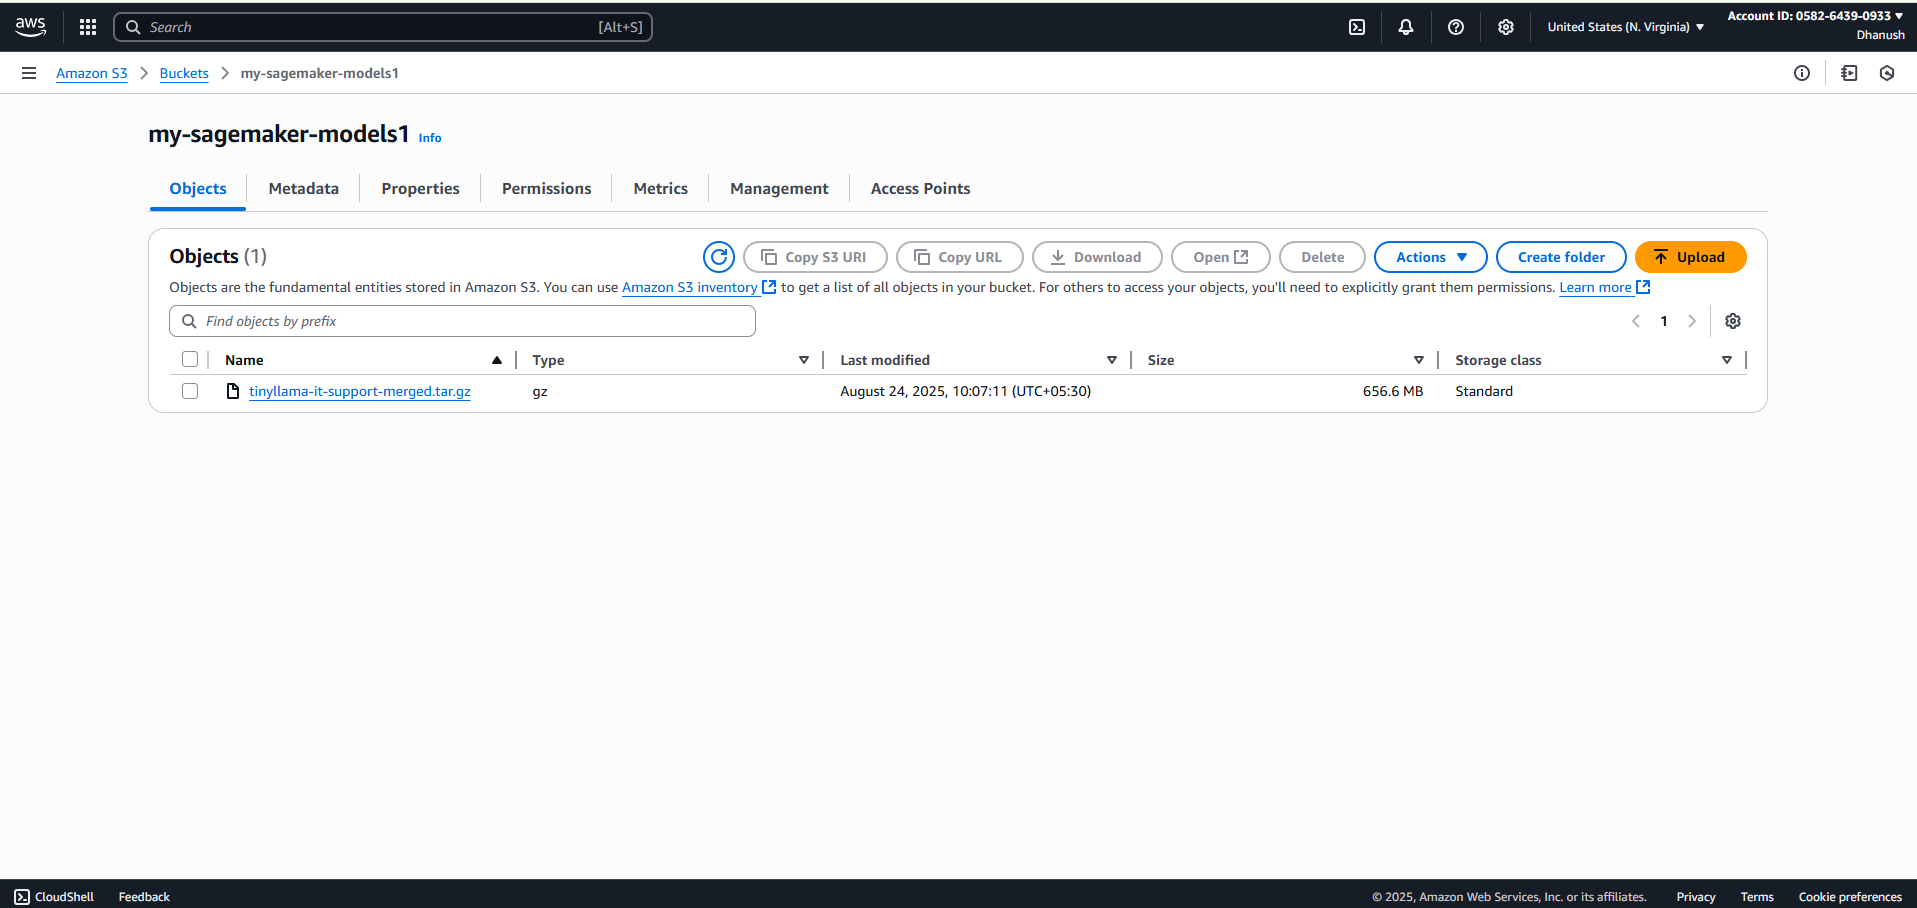 aws
Search [Alt+S]
United States (N. Virginia)
Account ID: 0582-6439-0933
Dhanush
Amazon S3 > Buckets > my-sagemaker-models1
my-sagemaker-models1 Info
Objects Metadata Properties Permissions Metrics Management Access Points
Objects (1)
Copy S3 URI Copy URL Download Open Delete Actions Create folder Upload
Objects are the fundamental entities stored in Amazon S3. You can use Amazon S3 inventory to get a list of all objects in your bucket. For others to access your objects, you'll need to explicitly grant them permissions. Learn more
Find objects by prefix
1
Name Type Last modified Size Storage class
tinyllama-it-support-merged.tar.gz gz August 24, 2025, 10:07:11 (UTC+05:30) 656.6 MB Standard
CloudShell Feedback © 2025, Amazon Web Services, Inc. or its affiliates. Privacy Terms Cookie preferences